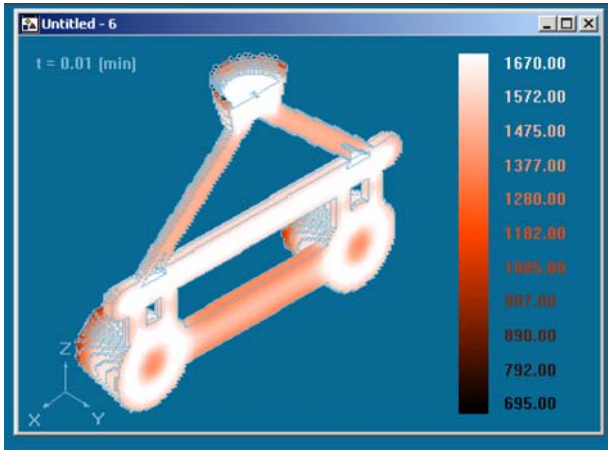 Untitled - 6
t = 0.01 (min)
1670.00
1572.00
1475.00
1377.00
1280.00
1182.00
1085.00
987.00
890.00
792.00
695.00
Z
X
Y